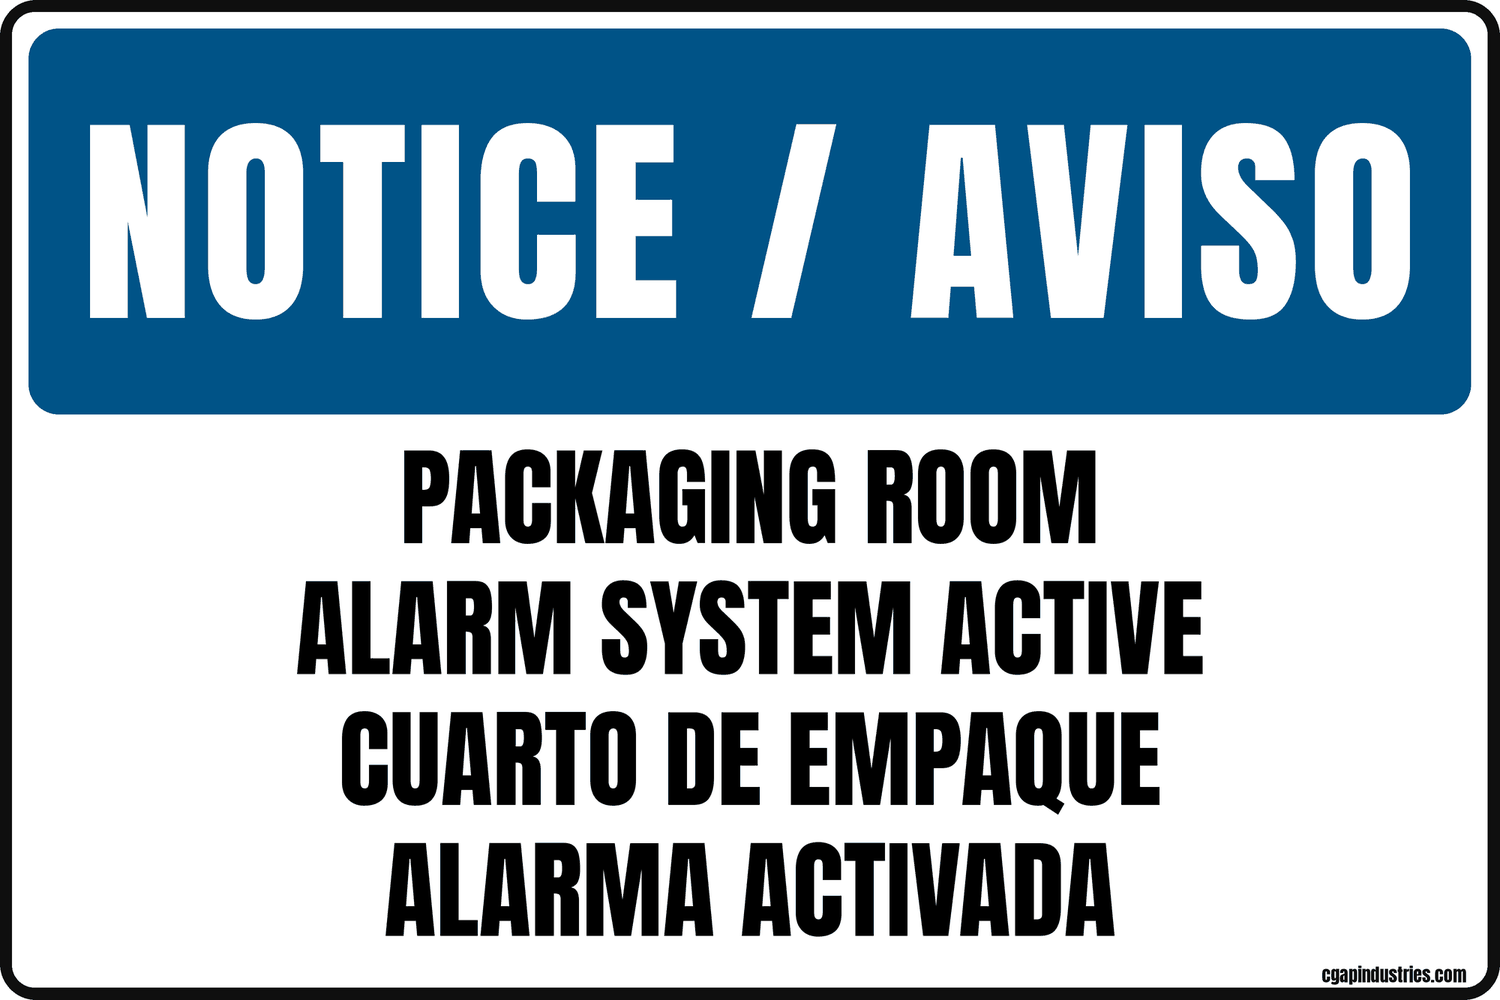 NOTICE / AVISO
PACKAGING ROOM
ALARM SYSTEM ACTIVE
CUARTO DE EMPAQUE
ALARMA ACTIVADA
cgapindustries.com